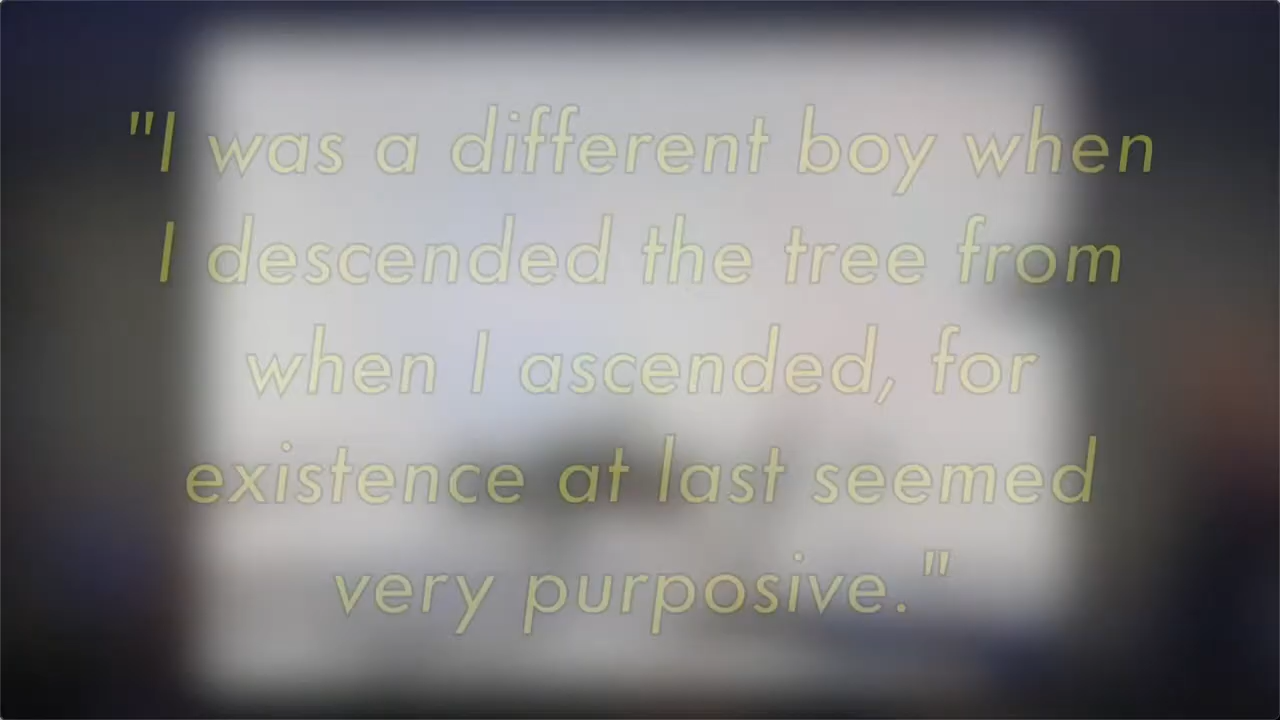 "I was a different boy when
I descended the tree from
when I ascended, for
existence at last seemed
very purposive."